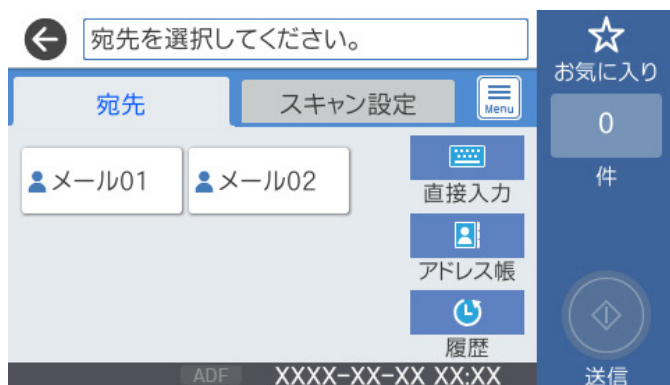 宛先を選択してください。
お気に入り
宛先
スキャン設定
Menu
0
件
メール01
メール02
直接入力
アドレス帳
履歴
ADF
XXXX-XX-XX XX:XX
送信